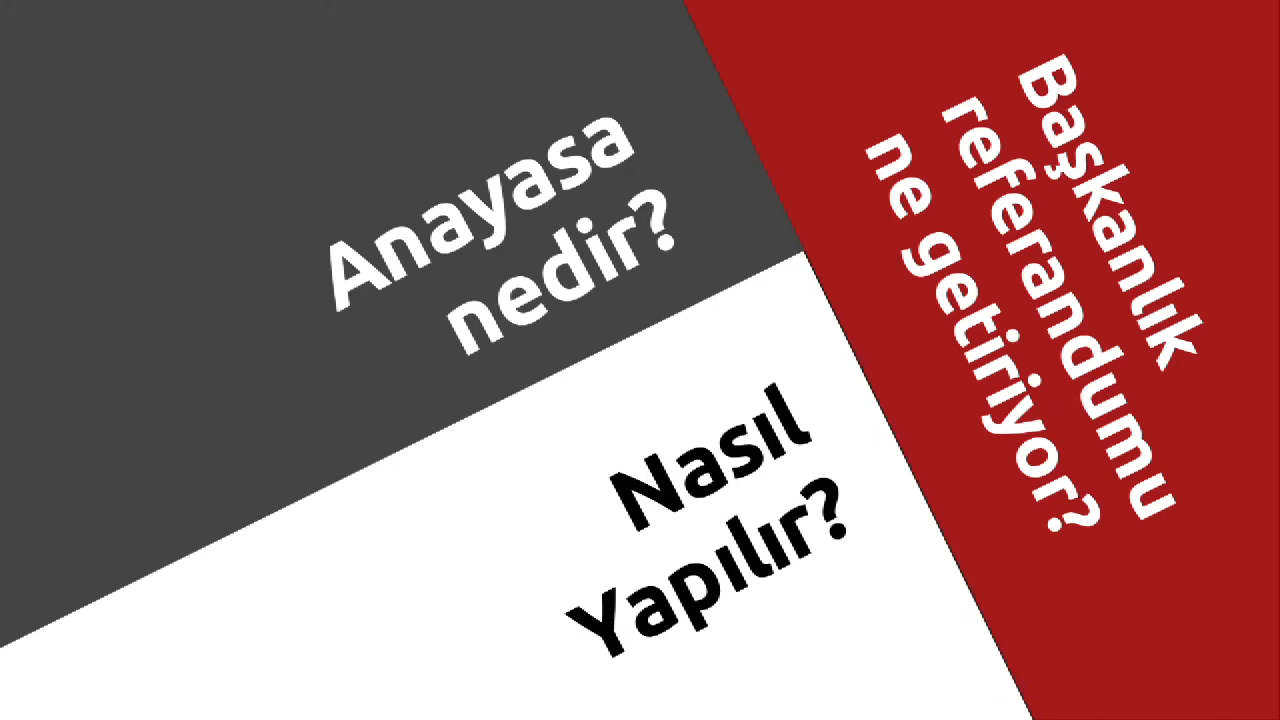 Anayasa
nedir?
Nasıl
Yapılır?
Başkanlık
referandumu
ne getiriyor?